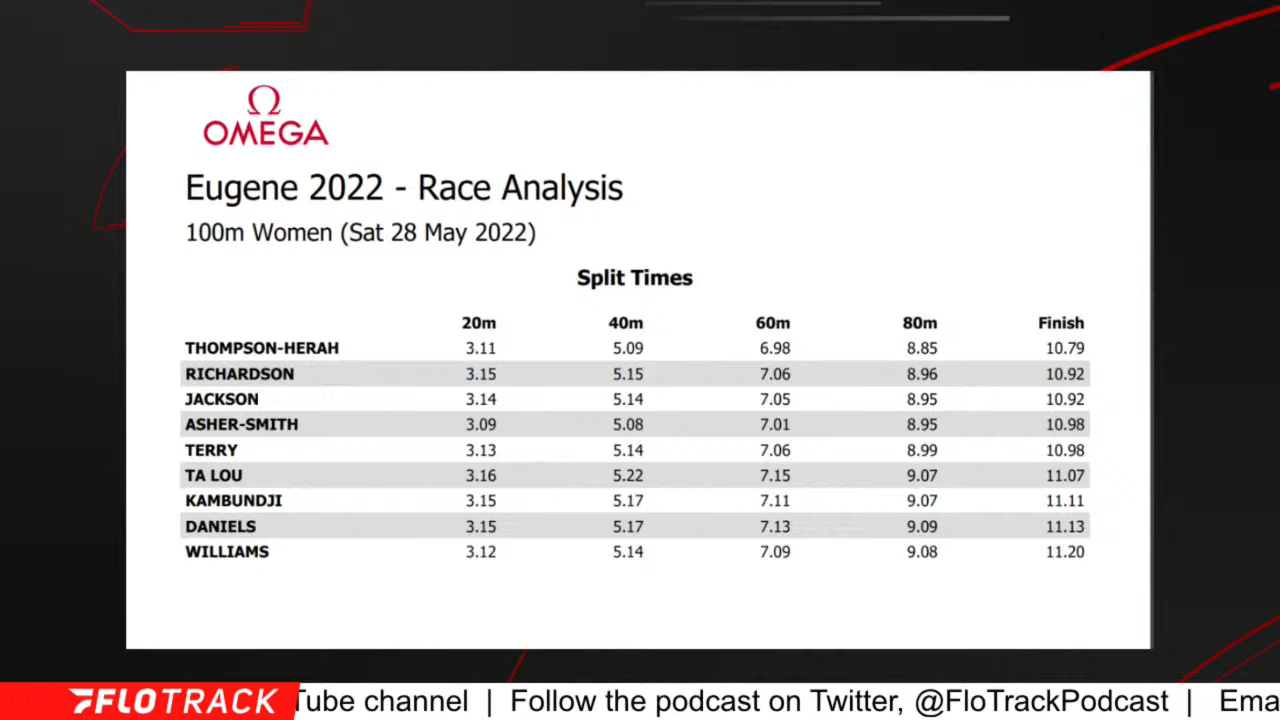 Ω
OMEGA
Eugene 2022 - Race Analysis
100m Women (Sat 28 May 2022)
Split Times
20m 40m 60m 80m Finish
THOMPSON-HERAH 3.11 5.09 6.98 8.85 10.79
RICHARDSON 3.15 5.15 7.06 8.96 10.92
JACKSON 3.14 5.14 7.05 8.95 10.92
ASHER-SMITH 3.09 5.08 7.01 8.95 10.98
TERRY 3.13 5.14 7.06 8.99 10.98
TA LOU 3.16 5.22 7.15 9.07 11.07
KAMBUNDJI 3.15 5.17 7.11 9.07 11.11
DANIELS 3.15 5.17 7.13 9.09 11.13
WILLIAMS 3.12 5.14 7.09 9.08 11.20
FLOTRACK Tube channel | Follow the podcast on Twitter, @FloTrackPodcast | Ema